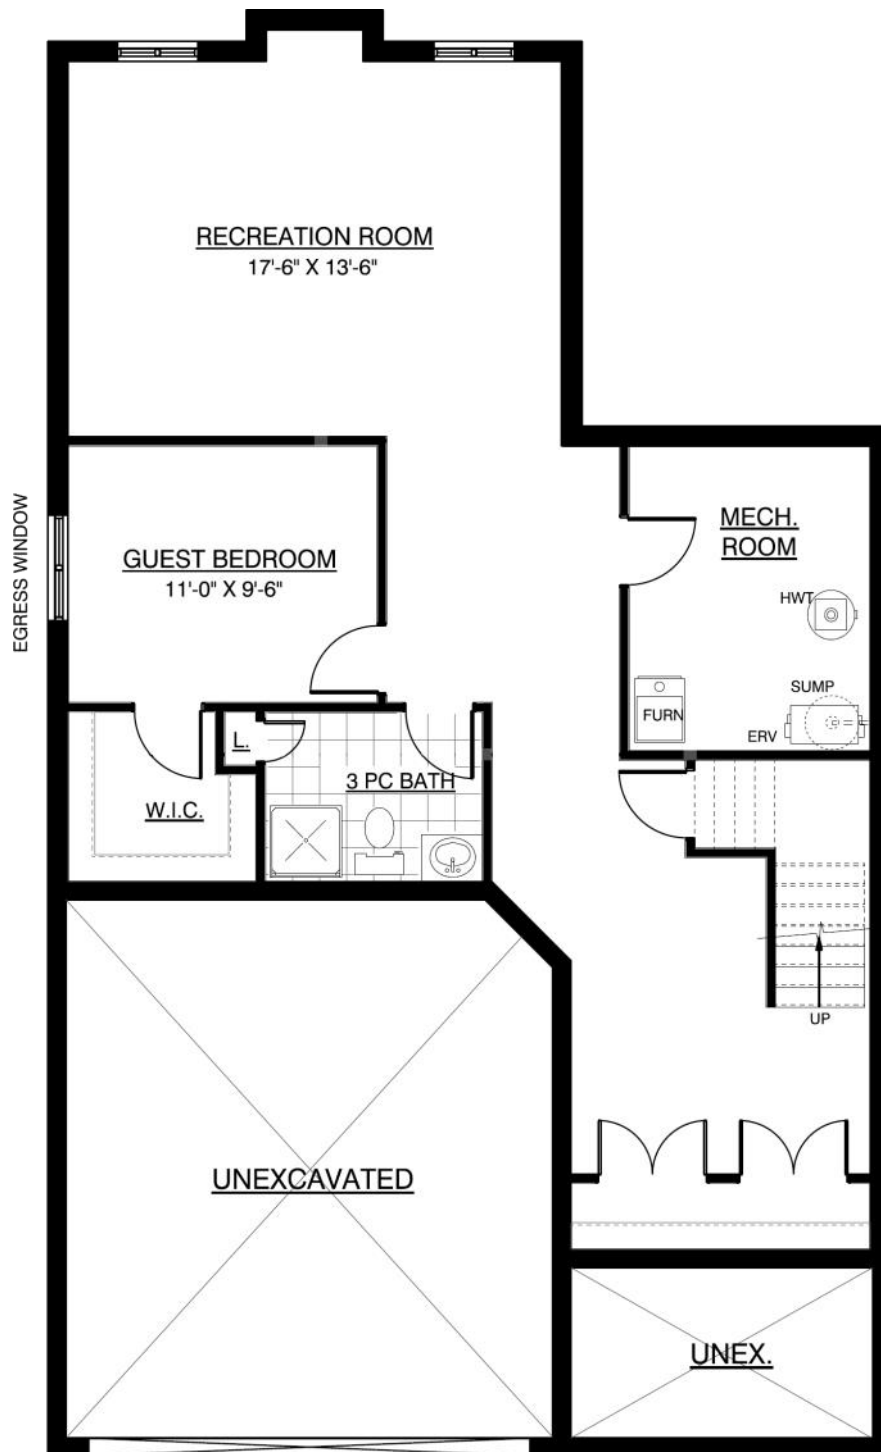 RECREATION ROOM
17'-6" X 13'-6"
EGRESS WINDOW
GUEST BEDROOM
11'-0" X 9'-6"
MECH.
ROOM
HWT
SUMP
FURN
ERV
L.
3 PC BATH
W.I.C.
UP
UNEXCAVATED
UNEX.